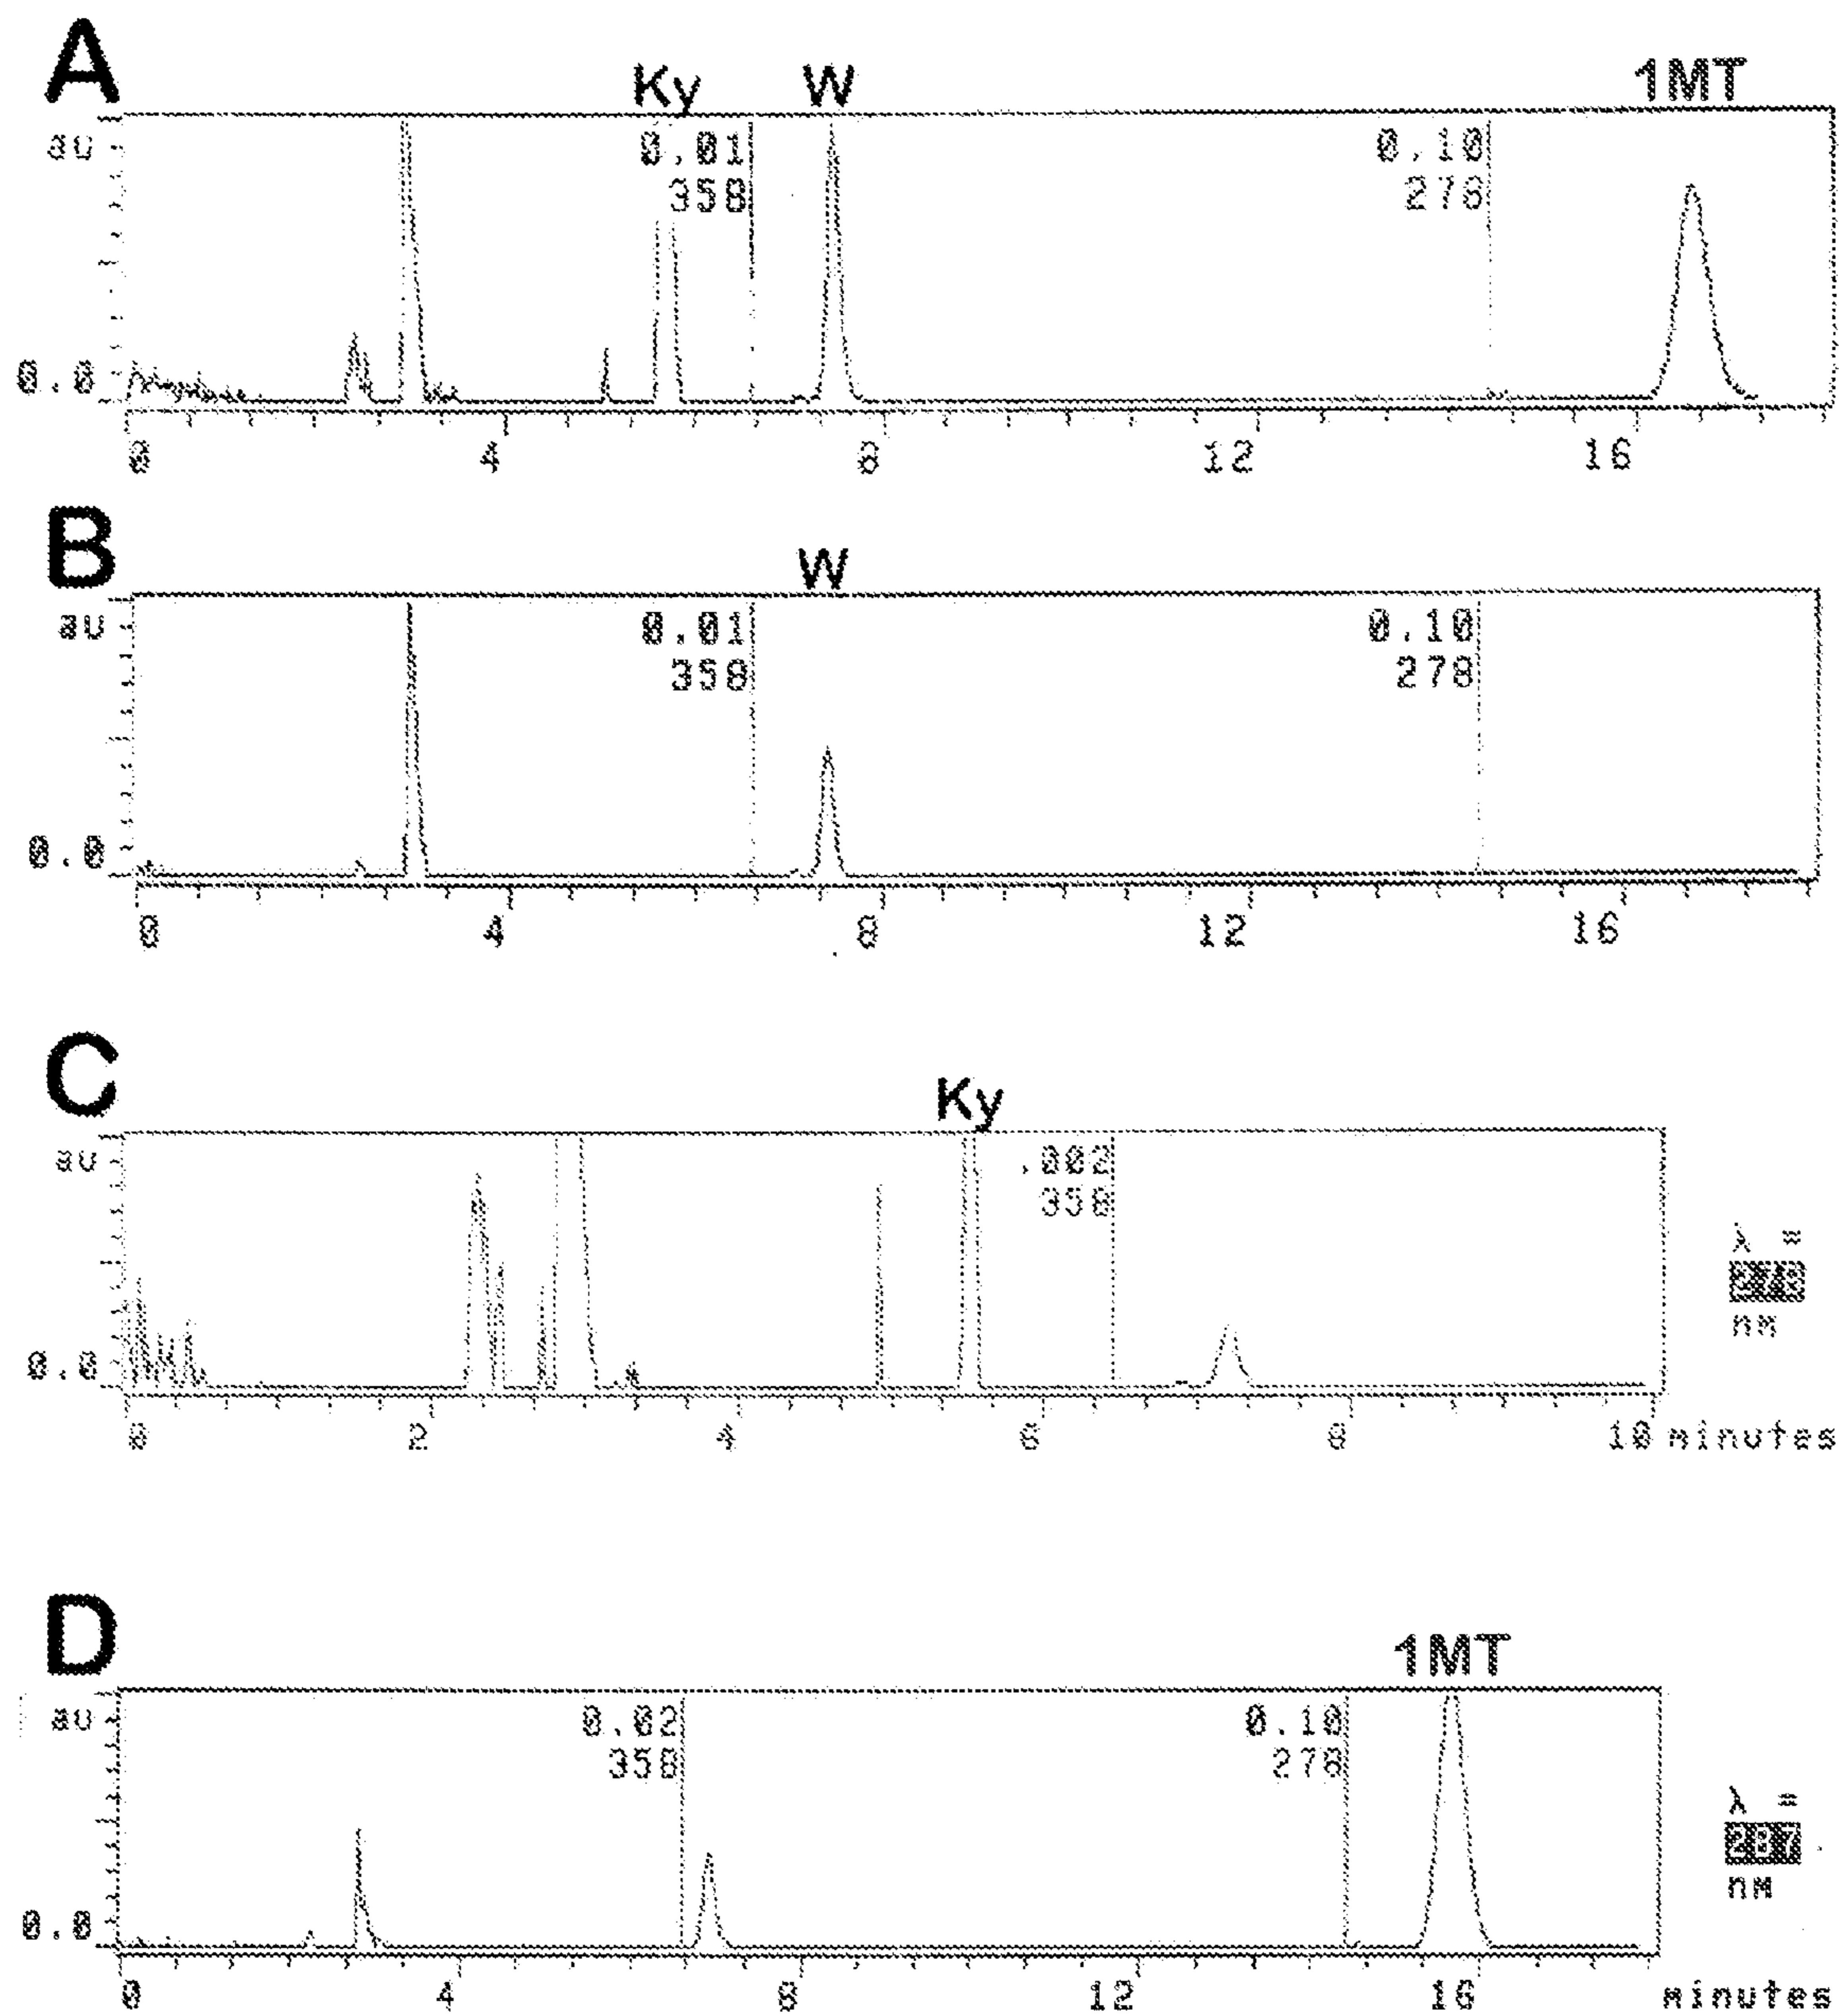 A
Ky W 1MT
au 0.01 0.10
358 278
0.0
0 4 8 12 16
B
W
au 0.01 0.10
358 278
0.0
0 4 8 12 16
C
Ky
au .002
358
λ =
nm
0.0
0 2 4 6 8 10 minutes
D
1MT
au 0.02 0.10
358 278
λ =
287
nm
0.0
0 4 8 12 16 minutes